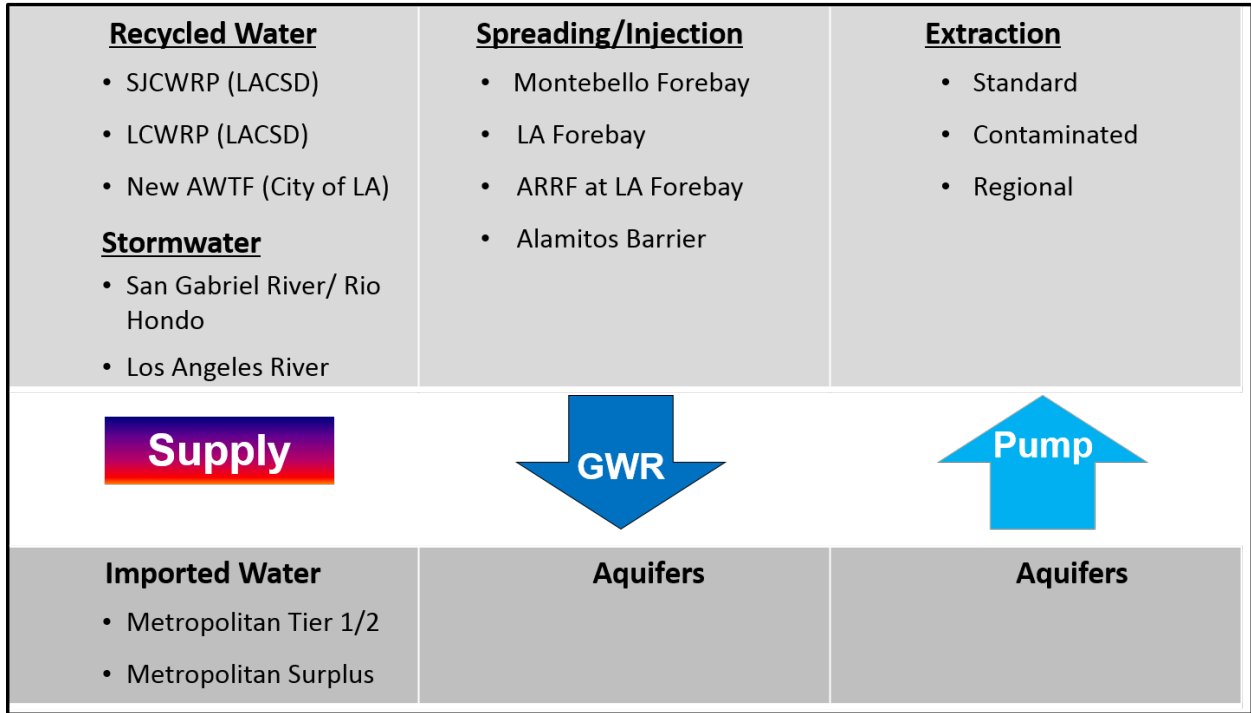 Recycled Water
• SJCWRP (LACSD)
• LCWRP (LACSD)
• New AWTF (City of LA)
Stormwater
• San Gabriel River/ Rio
Hondo
• Los Angeles River
Spreading/Injection
• Montebello Forebay
• LA Forebay
• ARRF at LA Forebay
• Alamitos Barrier
Extraction
• Standard
• Contaminated
• Regional
Supply
GWR
Pump
Imported Water
• Metropolitan Tier 1/2
• Metropolitan Surplus
Aquifers
Aquifers